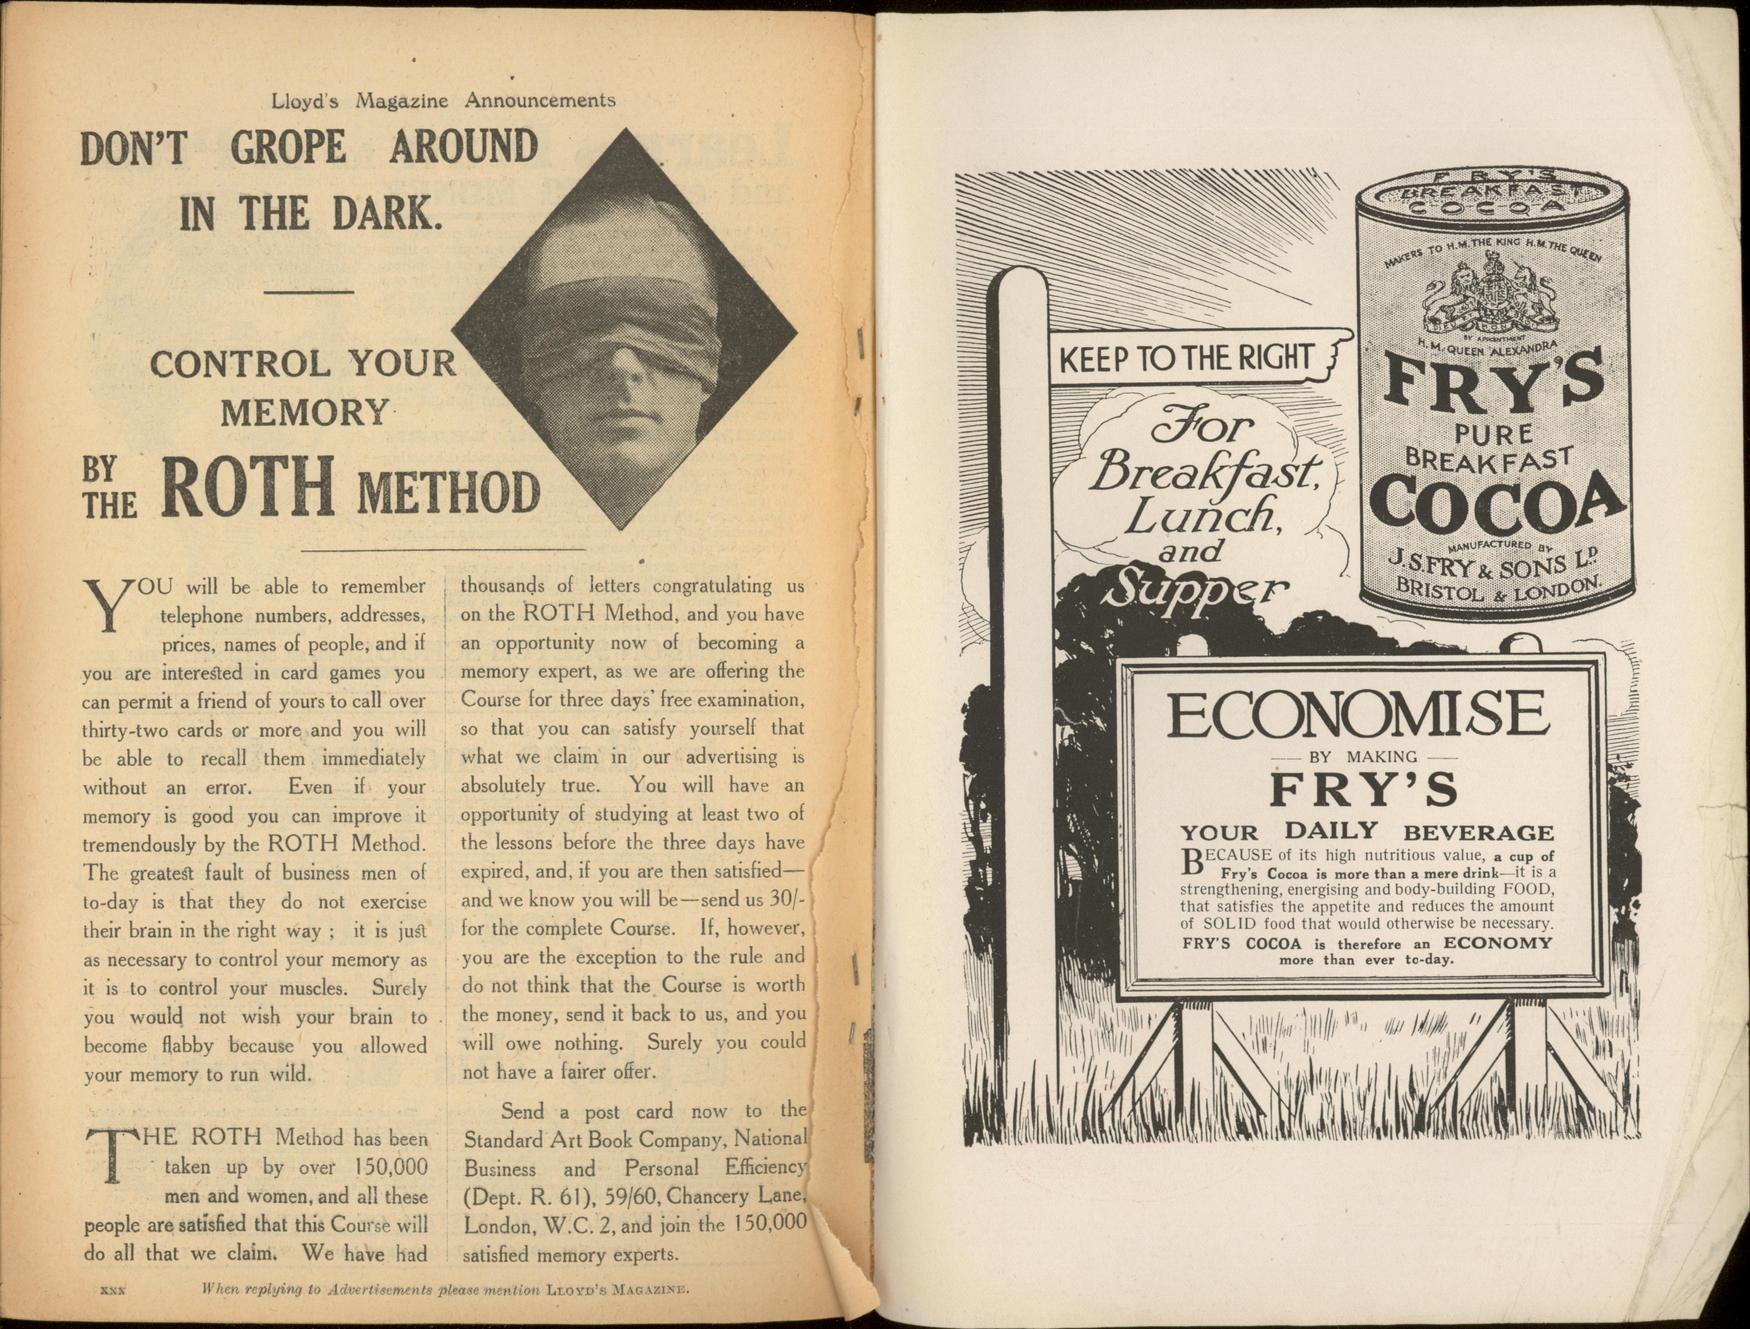 Lloyd's Magazine Announcements
DON'T GROPE AROUND
IN THE DARK.
CONTROL YOUR
MEMORY
BY
THE ROTH METHOD
YOU will be able to remember
telephone numbers, addresses,
prices, names of people, and if
you are interested in card games you
can permit a friend of yours to call over
thirty-two cards or more and you will
be able to recall them immediately
without an error. Even if your
memory is good you can improve it
tremendously by the ROTH Method.
The greatest fault of business men of
to-day is that they do not exercise
their brain in the right way ; it is just
as necessary to control your memory as
it is to control your muscles. Surely
you would not wish your brain to
become flabby because you allowed
your memory to run wild.
THE ROTH Method has been
taken up by over 150,000
men and women, and all these
people are satisfied that this Course will
do all that we claim. We have had
thousands of letters congratulating us
on the ROTH Method, and you have
an opportunity now of becoming a
memory expert, as we are offering the
Course for three days' free examination,
so that you can satisfy yourself that
what we claim in our advertising is
absolutely true. You will have an
opportunity of studying at least two of
the lessons before the three days have
expired, and, if you are then satisfied—
and we know you will be—send us 30/-
for the complete Course. If, however,
you are the exception to the rule and
do not think that the Course is worth
the money, send it back to us, and you
will owe nothing. Surely you could
not have a fairer offer.
Send a post card now to the
Standard Art Book Company, National
Business and Personal Efficiency
(Dept. R. 61), 59/60, Chancery Lane,
London, W.C. 2, and join the 150,000
satisfied memory experts.
xxx
When replying to Advertisements please mention LLOYD'S MAGAZINE.
FRY'S
BREAKFAST
COCOA
MAKERS TO H.M. THE KING H.M. THE QUEEN
BY APPOINTMENT
H.M. QUEEN ALEXANDRA
FRY'S
PURE
BREAKFAST
COCOA
MANUFACTURED BY
J.S. FRY & SONS LD
BRISTOL & LONDON.
KEEP TO THE RIGHT
For
Breakfast,
Lunch,
and
Supper
ECONOMISE
BY MAKING
FRY'S
YOUR DAILY BEVERAGE
BECAUSE of its high nutritious value, a cup of
Fry's Cocoa is more than a mere drink—it is a
strengthening, energising and body-building FOOD,
that satisfies the appetite and reduces the amount
of SOLID food that would otherwise be necessary.
FRY'S COCOA is therefore an ECONOMY
more than ever to-day.